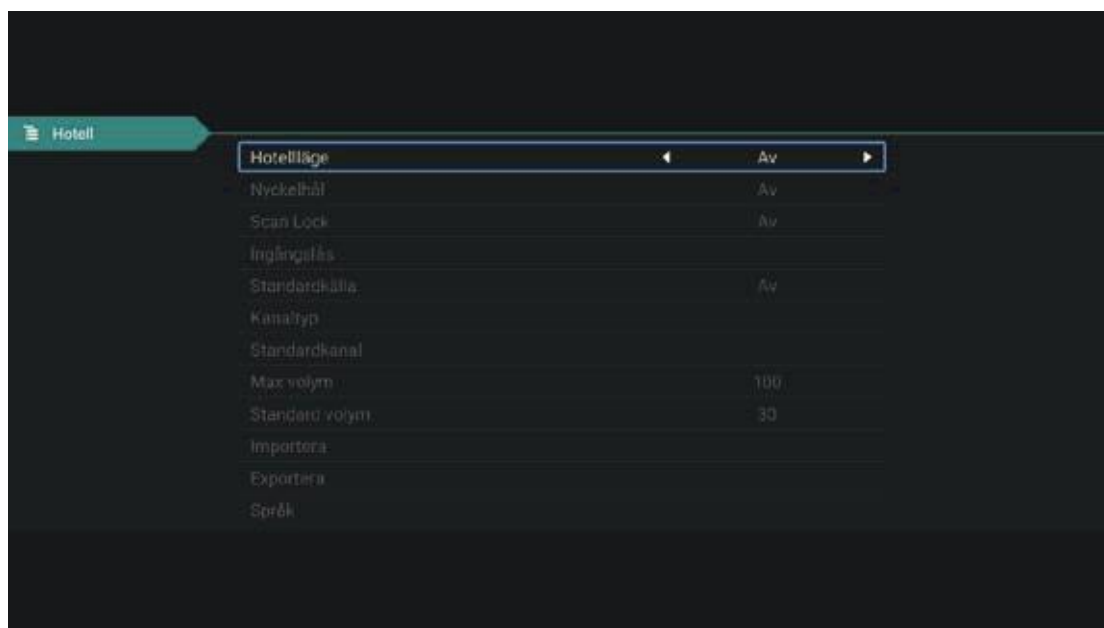 Hotell
Hotelläge Av
Nyckelhål Av
Scan Lock Av
Ingångslås
Standardkälla Av
Kanaltyp
Standardkanal
Max volym 100
Standard volym 30
Importera
Exportera
Språk